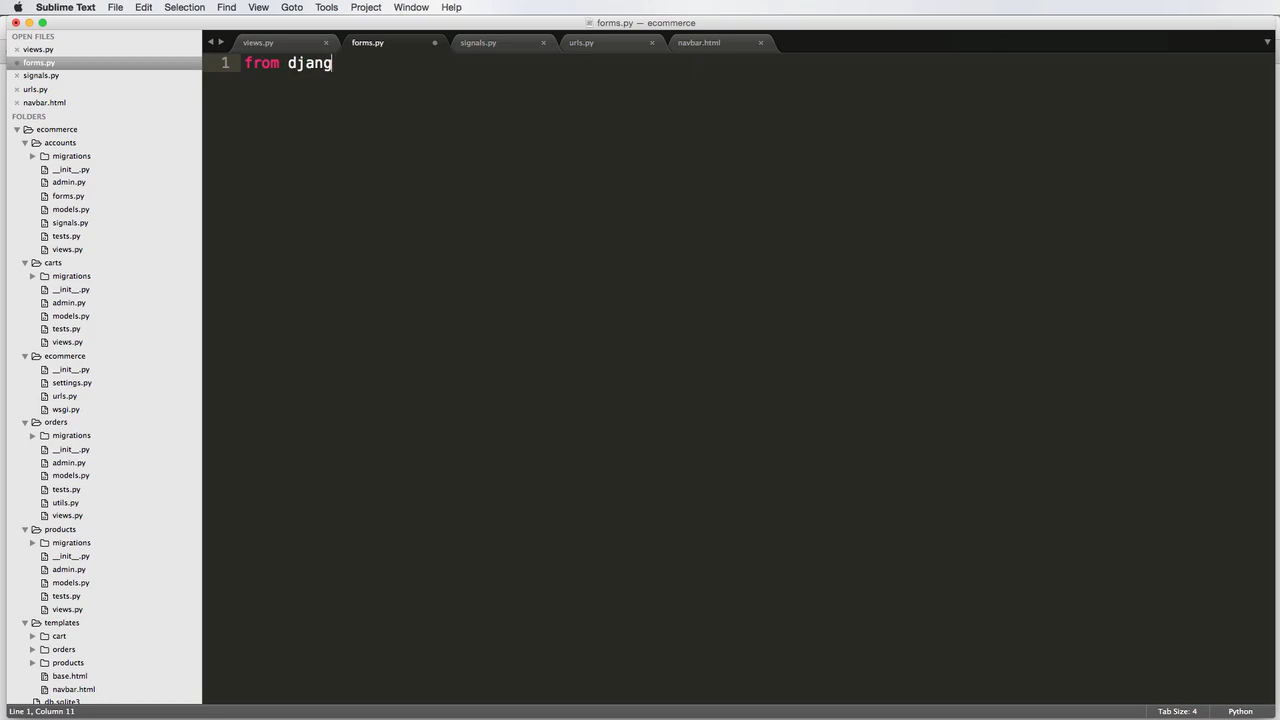 Sublime Text File Edit Selection Find View Goto Tools Project Window Help
forms.py — ecommerce
OPEN FILES
views.py
forms.py
signals.py
urls.py
navbar.html
FOLDERS
ecommerce
accounts
migrations
__init__.py
admin.py
forms.py
models.py
signals.py
tests.py
views.py
carts
migrations
__init__.py
admin.py
models.py
tests.py
views.py
ecommerce
__init__.py
settings.py
urls.py
wsgi.py
orders
migrations
__init__.py
admin.py
models.py
tests.py
utils.py
views.py
products
migrations
__init__.py
admin.py
models.py
tests.py
views.py
templates
cart
orders
products
base.html
navbar.html
db.sqlite3
views.py forms.py signals.py urls.py navbar.html
1 from djang
Line 1, Column 11 Tab Size: 4 Python